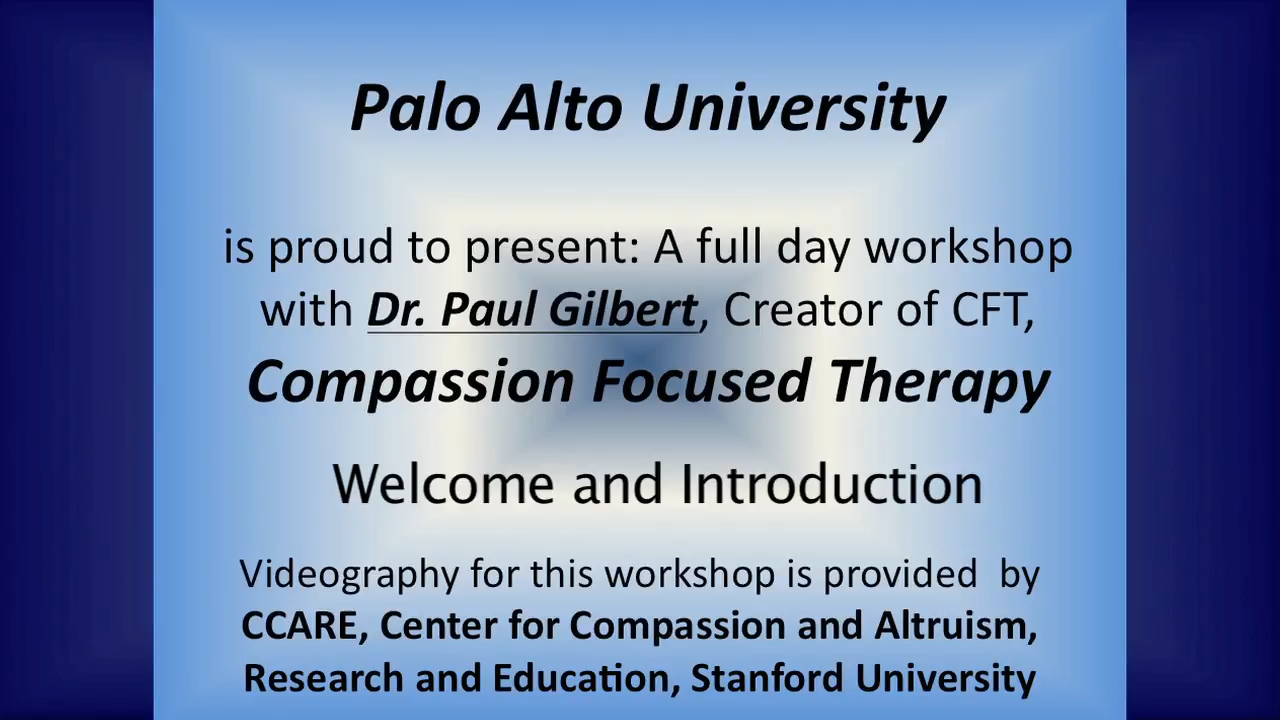 Palo Alto University
is proud to present: A full day workshop
with Dr. Paul Gilbert, Creator of CFT,
Compassion Focused Therapy
Welcome and Introduction
Videography for this workshop is provided  by
CCARE, Center for Compassion and Altruism,
Research and Education, Stanford University